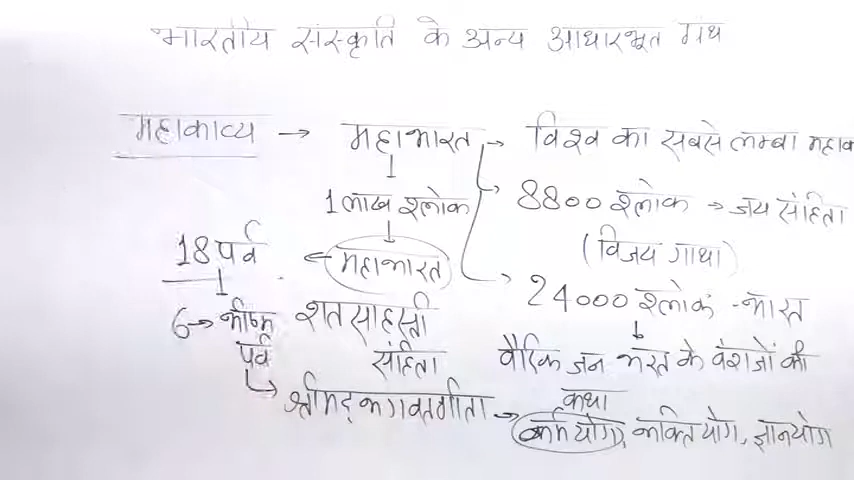 भारतीय संस्कृति के अन्य आधारभूत ग्रंथ
महाकाव्य → महाभारत → विश्व का सबसे लम्बा महाव
1 लाख श्लोक
8800 श्लोक → जय संहिता
(विजय गाथा)
18 पर्व ← महाभारत
24000 श्लोक - भारत
6 → भीष्म पर्व
शतसाहस्त्री संहिता
वैदिक जन भरत के वंशजों की कथा
श्रीमद्भगवतगीता → कर्मयोग, भक्तियोग, ज्ञानयोग